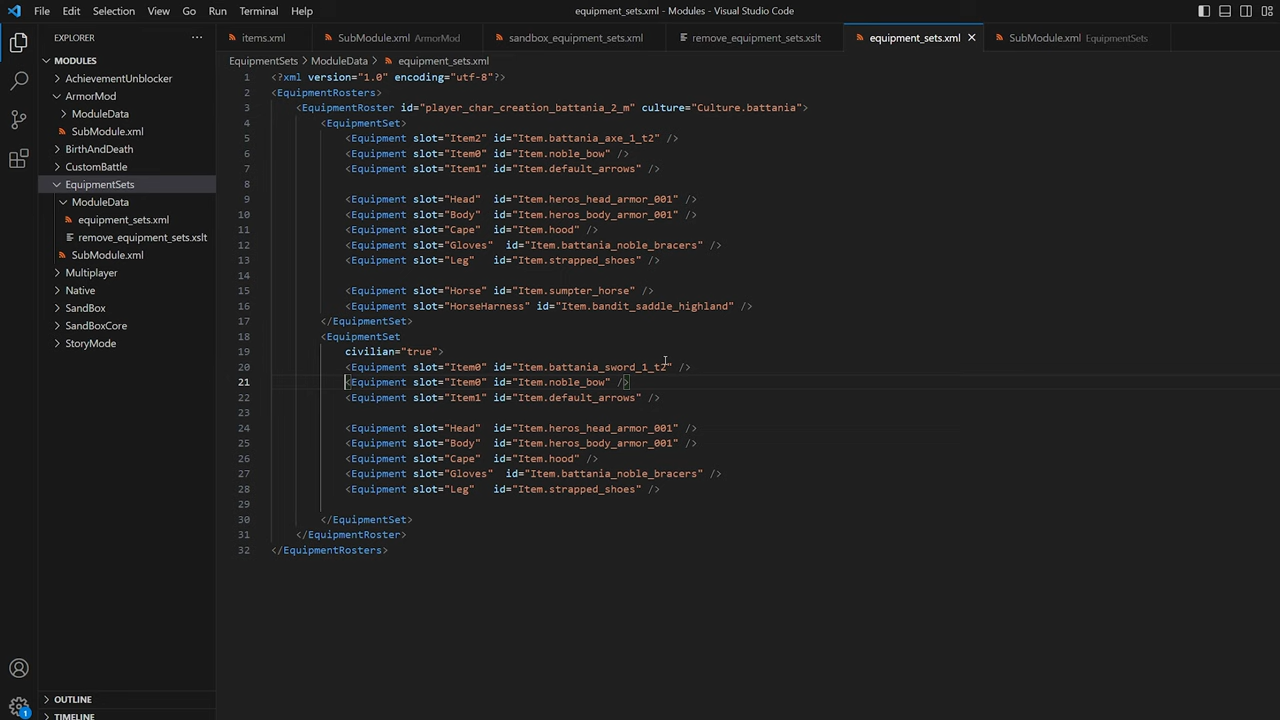 File Edit Selection View Go Run Terminal Help
equipment_sets.xml - Modules - Visual Studio Code
EXPLORER
items.xml
SubModule.xml ArmorMod
sandbox_equipment_sets.xml
remove_equipment_sets.xslt
equipment_sets.xml
SubModule.xml EquipmentSets
MODULES
AchievementUnblocker
ArmorMod
ModuleData
SubModule.xml
BirthAndDeath
CustomBattle
EquipmentSets
ModuleData
equipment_sets.xml
remove_equipment_sets.xslt
SubModule.xml
Multiplayer
Native
SandBox
SandBoxCore
StoryMode
OUTLINE
TIMELINE
1
EquipmentSets > ModuleData > equipment_sets.xml
1 <?xml version="1.0" encoding="utf-8"?>
2 <EquipmentRosters>
3 <EquipmentRoster id="player_char_creation_battania_2_m" culture="Culture.battania">
4 <EquipmentSet>
5 <Equipment slot="Item2" id="Item.battania_axe_1_t2" />
6 <Equipment slot="Item0" id="Item.noble_bow" />
7 <Equipment slot="Item1" id="Item.default_arrows" />
8
9 <Equipment slot="Head" id="Item.heros_head_armor_001" />
10 <Equipment slot="Body" id="Item.heros_body_armor_001" />
11 <Equipment slot="Cape" id="Item.hood" />
12 <Equipment slot="Gloves" id="Item.battania_noble_bracers" />
13 <Equipment slot="Leg" id="Item.strapped_shoes" />
14
15 <Equipment slot="Horse" id="Item.sumpter_horse" />
16 <Equipment slot="HorseHarness" id="Item.bandit_saddle_highland" />
17 </EquipmentSet>
18 <EquipmentSet
19 civilian="true">
20 <Equipment slot="Item0" id="Item.battania_sword_1_t2" />
21 <Equipment slot="Item0" id="Item.noble_bow" />
22 <Equipment slot="Item1" id="Item.default_arrows" />
23
24 <Equipment slot="Head" id="Item.heros_head_armor_001" />
25 <Equipment slot="Body" id="Item.heros_body_armor_001" />
26 <Equipment slot="Cape" id="Item.hood" />
27 <Equipment slot="Gloves" id="Item.battania_noble_bracers" />
28 <Equipment slot="Leg" id="Item.strapped_shoes" />
29
30 </EquipmentSet>
31 </EquipmentRoster>
32 </EquipmentRosters>